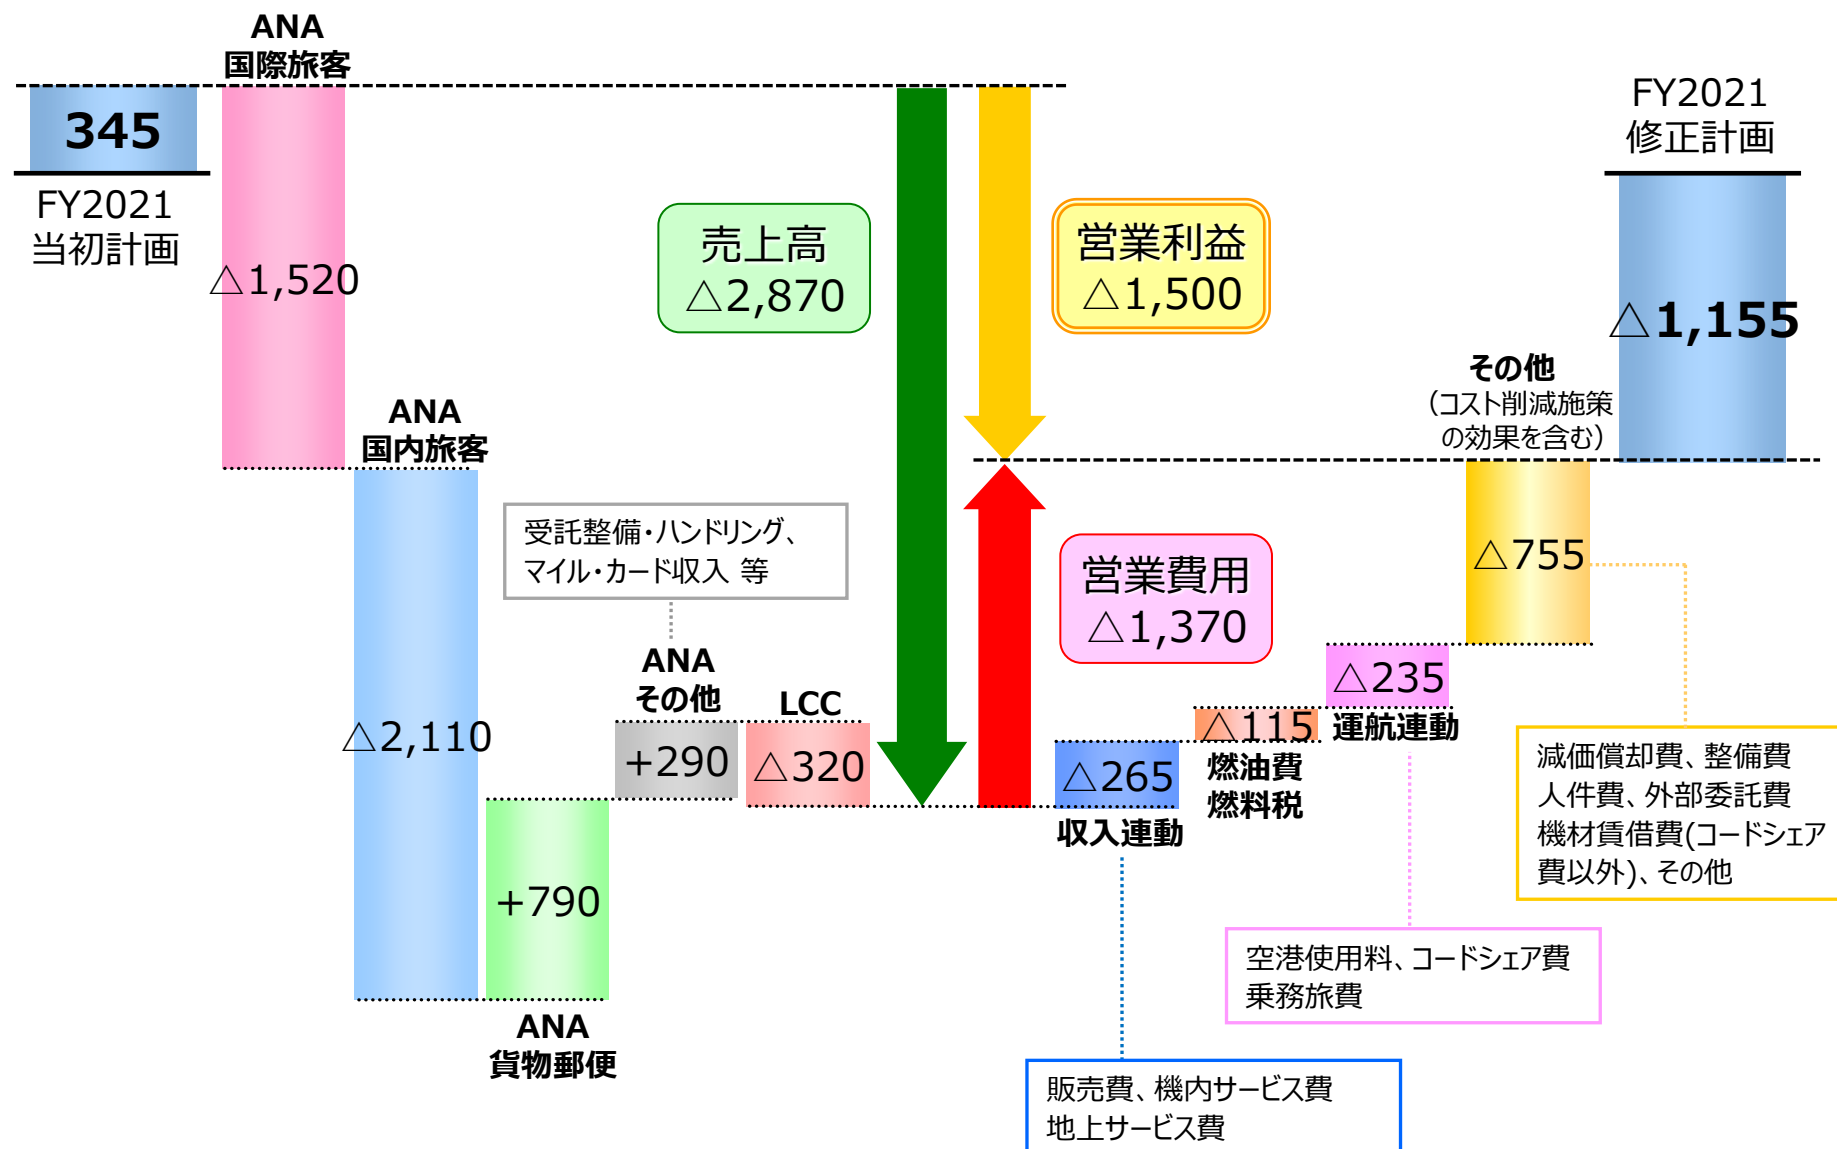 ANA
国際旅客
345
FY2021
当初計画
△1,520
ANA
国内旅客
△2,110
受託整備・ハンドリング、
マイル・カード収入 等
ANA
その他
+290
+790
ANA
貨物郵便
LCC
△320
売上高
△2,870
営業利益
△1,500
営業費用
△1,370
△265
収入連動
販売費、機内サービス費
地上サービス費
△115
燃油費
燃料税
△235
運航連動
空港使用料、コードシェア費
乗務旅費
その他
(コスト削減施策
の効果を含む)
△755
減価償却費、整備費
人件費、外部委託費
機材賃借費(コードシェア
費以外)、その他
FY2021
修正計画
△1,155